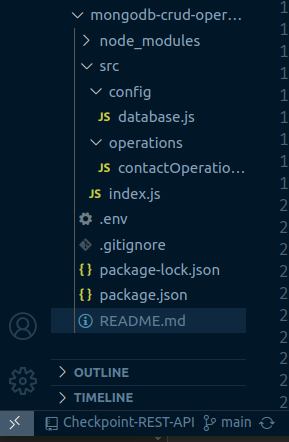 mongodb-crud-oper...
node_modules
src
config
JS database.js
operations
JS contactOperatio...
JS index.js
.env
.gitignore
{} package-lock.json
{} package.json
README.md
OUTLINE
TIMELINE
Checkpoint-REST-API main